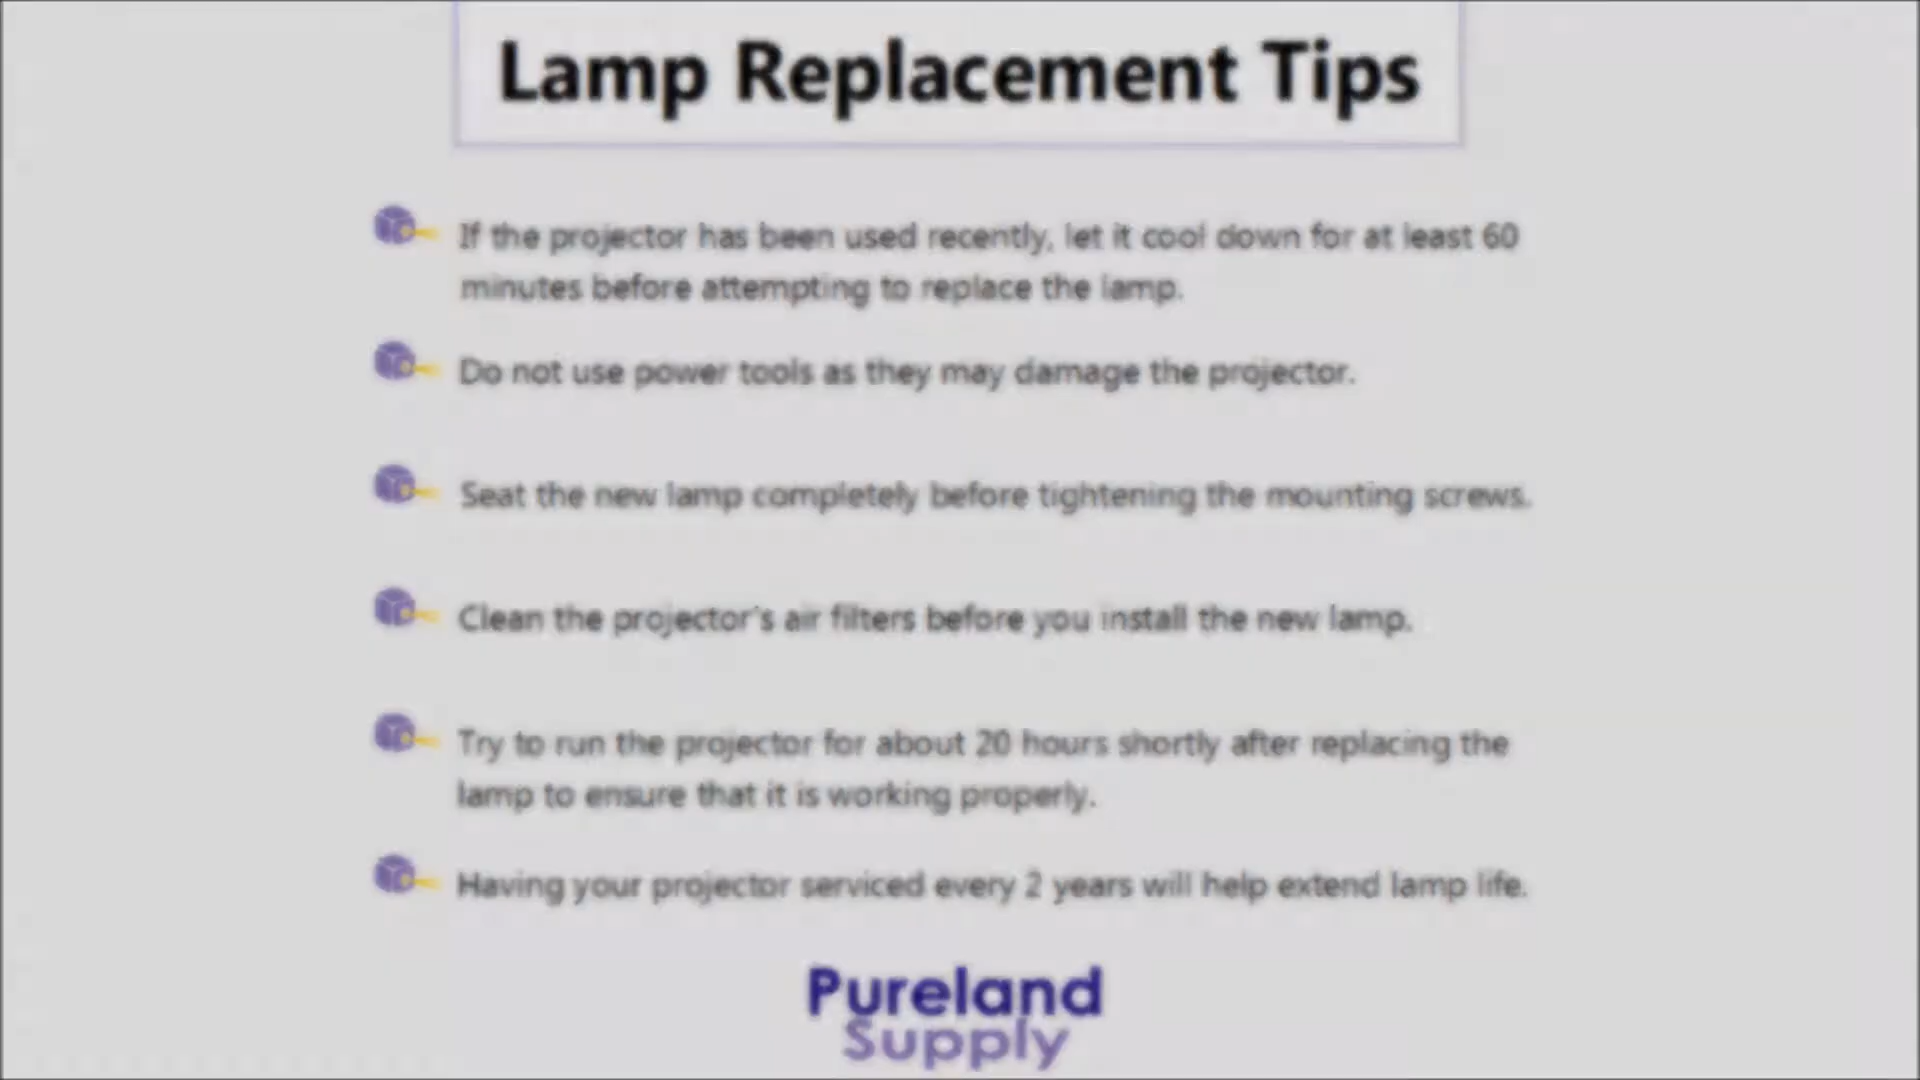 Lamp Replacement Tips
If the projector has been used recently, let it cool down for at least 60
minutes before attempting to replace the lamp.
Do not use power tools as they may damage the projector.
Seat the new lamp completely before tightening the mounting screws.
Clean the projector's air filters before you install the new lamp.
Try to run the projector for about 20 hours shortly after replacing the
lamp to ensure that it is working properly.
Having your projector serviced every 2 years will help extend lamp life.
Pureland
Supply